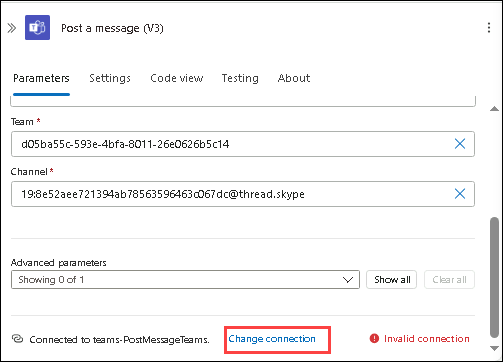 Post a message (V3)
Parameters Settings Code view Testing About
Team *
d05ba55c-593e-4bfa-8011-26e0626b5c14
Channel *
19:8e52aee721394ab78563596463c067dc@thread.skype
Advanced parameters
Showing 0 of 1 Show all Clear all
Connected to teams-PostMessageTeams. Change connection Invalid connection